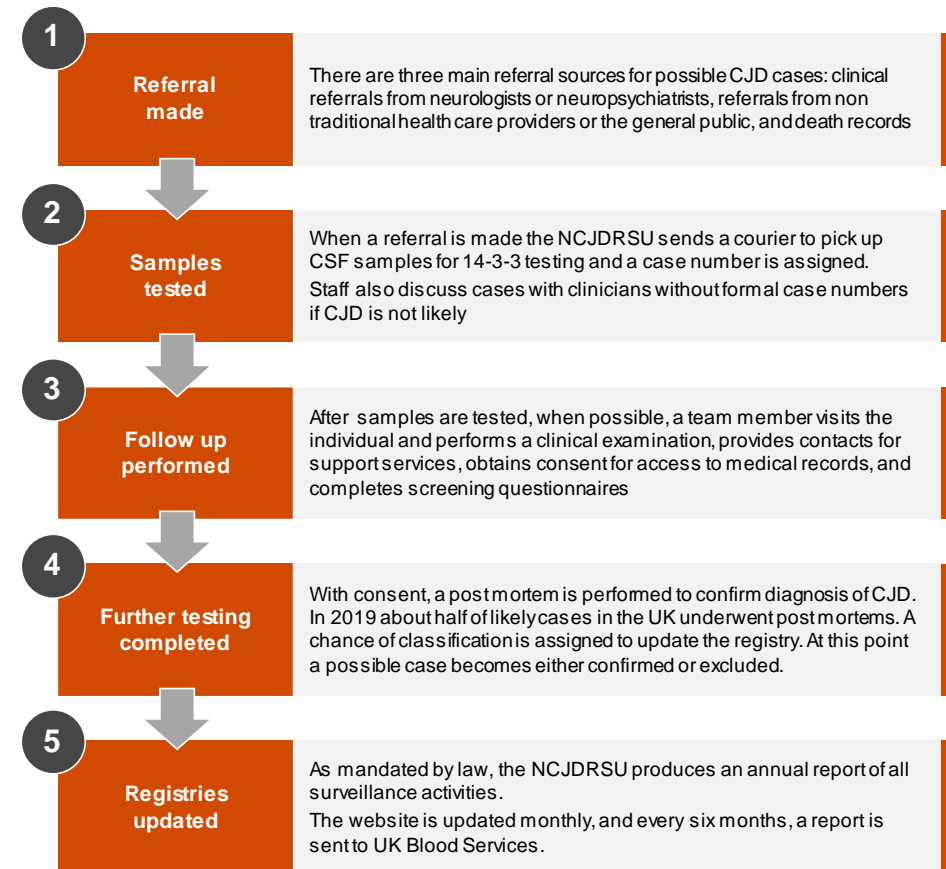 1
Referral
made
There are three main referral sources for possible CJD cases: clinical
referrals from neurologists or neuropsychiatrists, referrals from non
traditional health care providers or the general public, and death records
2
Samples
tested
When a referral is made the NCJDRSU sends a courier to pick up
CSF samples for 14-3-3 testing and a case number is assigned.
Staff also discuss cases with clinicians without formal case numbers
if CJD is not likely
3
Follow up
performed
After samples are tested, when possible, a team member visits the
individual and performs a clinical examination, provides contacts for
support services, obtains consent for access to medical records, and
completes screening questionnaires
4
Further testing
completed
With consent, a post mortem is performed to confirm diagnosis of CJD.
In 2019 about half of likely cases in the UK underwent post mortems. A
chance of classification is assigned to update the registry. At this point
a possible case becomes either confirmed or excluded.
5
Registries
updated
As mandated by law, the NCJDRSU produces an annual report of all
surveillance activities.
The website is updated monthly, and every six months, a report is
sent to UK Blood Services.